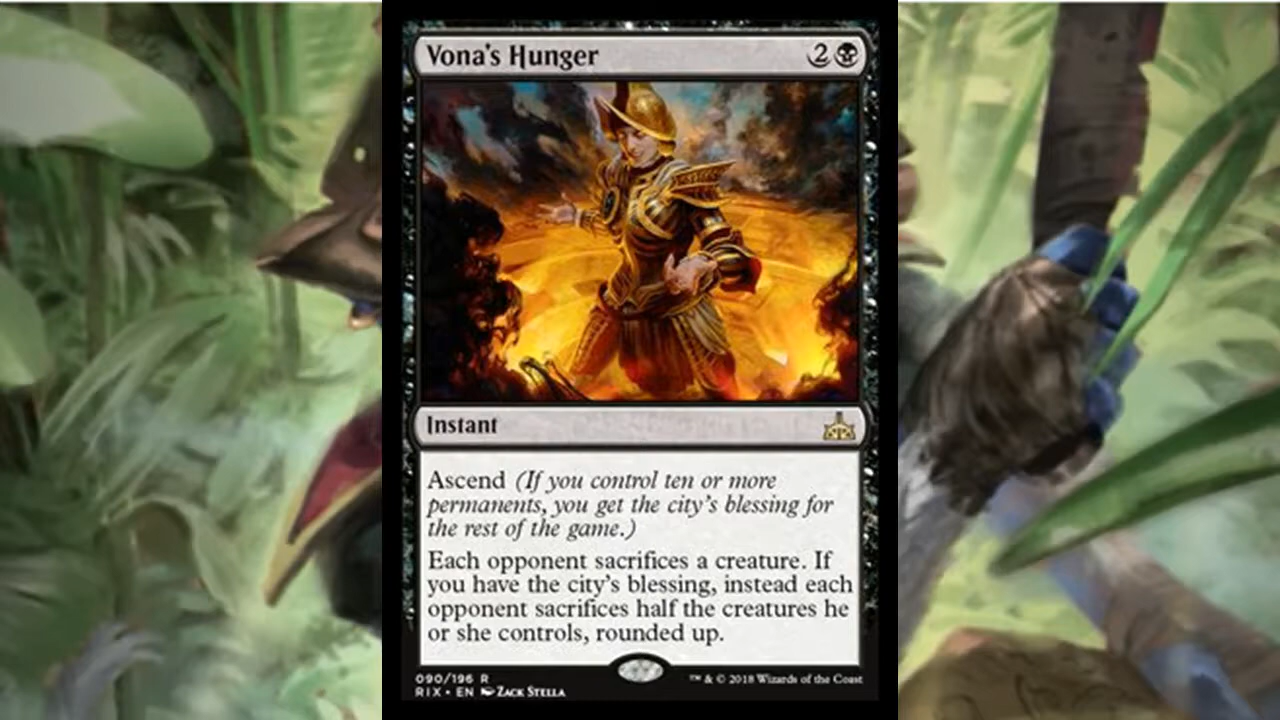 Vona's Hunger 2
Instant
Ascend (If you control ten or more
permanents, you get the city's blessing for
the rest of the game.)
Each opponent sacrifices a creature. If
you have the city's blessing, instead each
opponent sacrifices half the creatures he
or she controls, rounded up.
090/196 R
RIX • EN Zack Stella
™ & © 2018 Wizards of the Coast